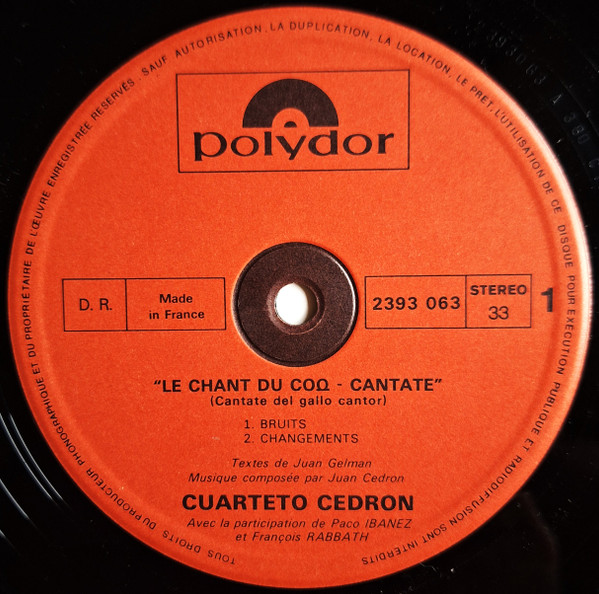 TOUS DROITS DU PRODUCTEUR PHONOGRAPHIQUE ET DU PROPRIÉTAIRE DE L'ŒUVRE ENREGISTRÉE RÉSERVÉS. SAUF AUTORISATION, LA DUPLICATION, LA LOCATION, LE PRÊT, L'UTILISATION DE CE DISQUE POUR EXÉCUTION PUBLIQUE ET RADIODIFFUSION SONT INTERDITS
polydor
D. R.
Made
in France
2393 063
STEREO
33
1
"LE CHANT DU COQ - CANTATE"
(Cantate del gallo cantor)
1. BRUITS
2. CHANGEMENTS
Textes de Juan Gelman
Musique composée par Juan Cedron
CUARTETO CEDRON
Avec la participation de Paco IBANEZ
et François RABBATH